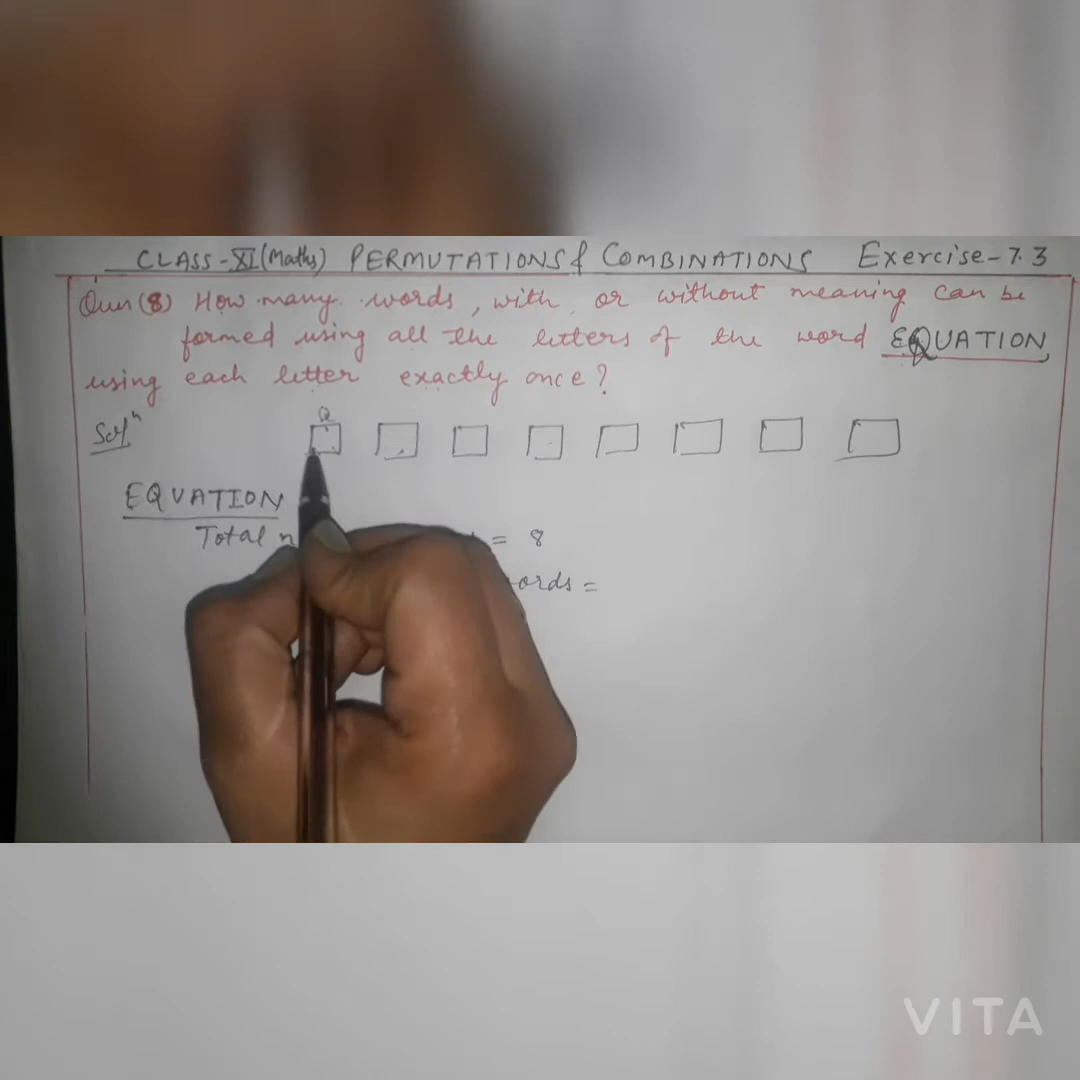 CLASS-XI (Maths) PERMUTATIONS & COMBINATIONS Exercise-7.3
Ques (8) How many words, with or without meaning can be
formed using all the letters of the word EQUATION
using each letter exactly once?
Solⁿ
EQUATION
Total = 8
ords =
VITA